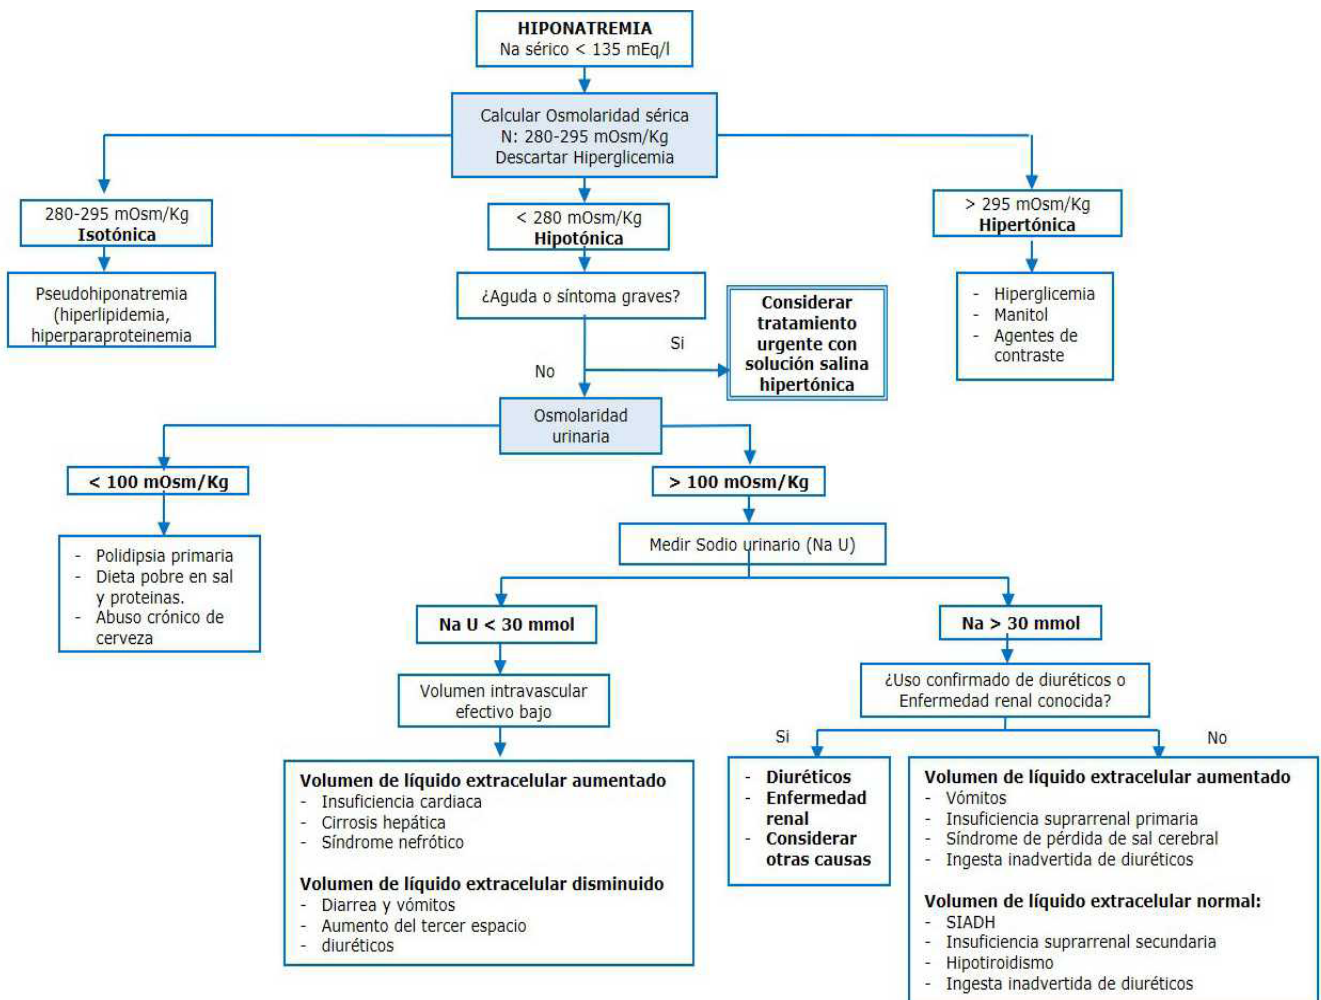 HIPONATREMIA
Na sérico < 135 mEq/l
Calcular Osmolaridad sérica
N: 280-295 mOsm/Kg
Descartar Hiperglicemia
280-295 mOsm/Kg
Isotónica
< 280 mOsm/Kg
Hipotónica
> 295 mOsm/Kg
Hipertónica
Pseudohiponatremia
(hiperlipidemia,
hiperparaproteinemia
¿Aguda o síntoma graves?
Considerar
tratamiento
urgente con
solución salina
hipertónica
- Hiperglicemia
- Manitol
- Agentes de
contraste
Si
No
Osmolaridad
urinaria
< 100 mOsm/Kg
> 100 mOsm/Kg
- Polidipsia primaria
- Dieta pobre en sal
y proteinas.
- Abuso crónico de
cerveza
Medir Sodio urinario (Na U)
Na U < 30 mmol
Na > 30 mmol
Volumen intravascular
efectivo bajo
¿Uso confirmado de diuréticos o
Enfermedad renal conocida?
Si
No
Volumen de líquido extracelular aumentado
- Insuficiencia cardiaca
- Cirrosis hepática
- Síndrome nefrótico
Volumen de líquido extracelular disminuido
- Diarrea y vómitos
- Aumento del tercer espacio
- diuréticos
- Diuréticos
- Enfermedad
renal
- Considerar
otras causas
Volumen de líquido extracelular aumentado
- Vómitos
- Insuficiencia suprarrenal primaria
- Síndrome de pérdida de sal cerebral
- Ingesta inadvertida de diuréticos
Volumen de líquido extracelular normal:
- SIADH
- Insuficiencia suprarrenal secundaria
- Hipotiroidismo
- Ingesta inadvertida de diuréticos